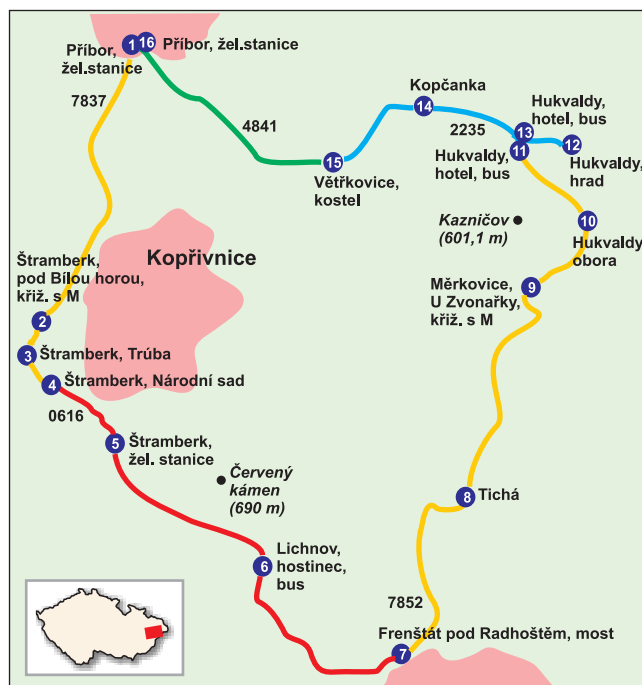 1
16
Příbor,
žel.stanice
Příbor, žel.stanice
7837
4841
Kopčanka
14
2235
Hukvaldy,
hotel, bus
13
12
11
Hukvaldy,
hotel, bus
Hukvaldy,
hrad
15
Větřkovice,
kostel
Kazničov
(601,1 m)
10
Hukvaldy
obora
Kopřivnice
Štramberk,
pod Bílou horou,
křiž. s M
2
Měrkovice,
U Zvonařky,
křiž. s M
9
3
Štramberk, Trúba
4
Štramberk, Národní sad
0616
5
Štramberk,
žel. stanice
Červený
kámen
(690 m)
8
Tichá
6
Lichnov,
hostinec,
bus
7852
Frenštát pod Radhoštěm, most
7